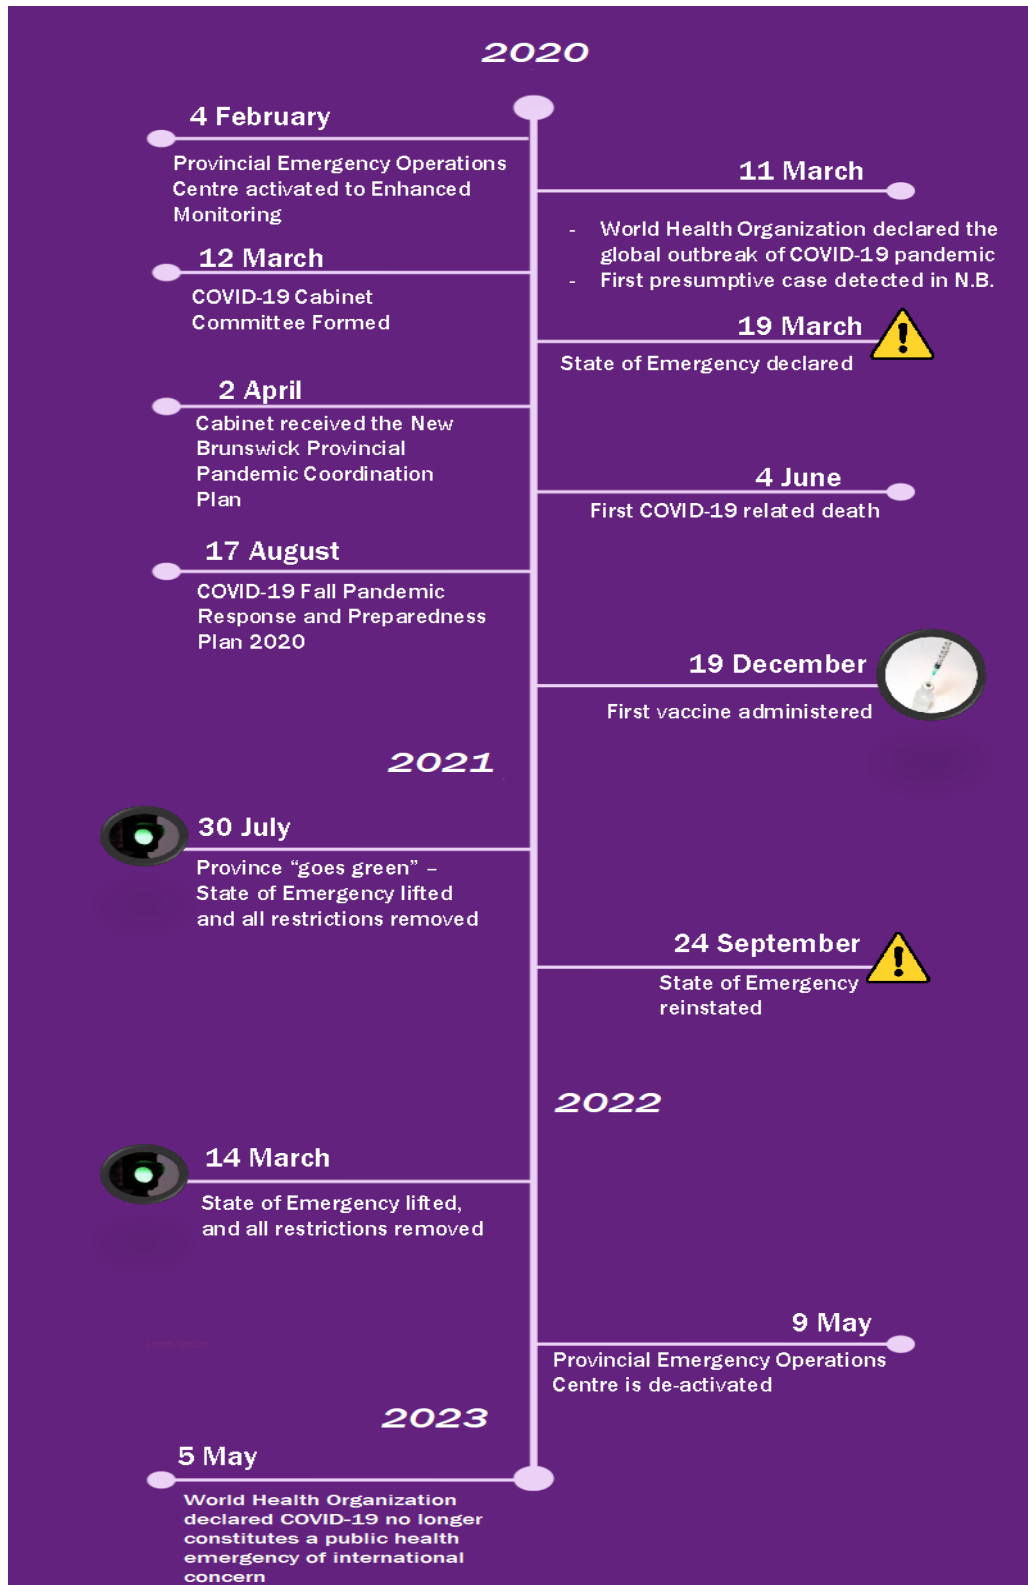 2020
4 February
Provincial Emergency Operations
Centre activated to Enhanced
Monitoring
11 March
- World Health Organization declared the
global outbreak of COVID-19 pandemic
- First presumptive case detected in N.B.
12 March
COVID-19 Cabinet
Committee Formed
19 March
State of Emergency declared
2 April
Cabinet received the New
Brunswick Provincial
Pandemic Coordination
Plan
4 June
First COVID-19 related death
17 August
COVID-19 Fall Pandemic
Response and Preparedness
Plan 2020
19 December
First vaccine administered
2021
30 July
Province “goes green” –
State of Emergency lifted
and all restrictions removed
24 September
State of Emergency
reinstated
2022
14 March
State of Emergency lifted,
and all restrictions removed
9 May
Provincial Emergency Operations
Centre is de-activated
2023
5 May
World Health Organization
declared COVID-19 no longer
constitutes a public health
emergency of international
concern